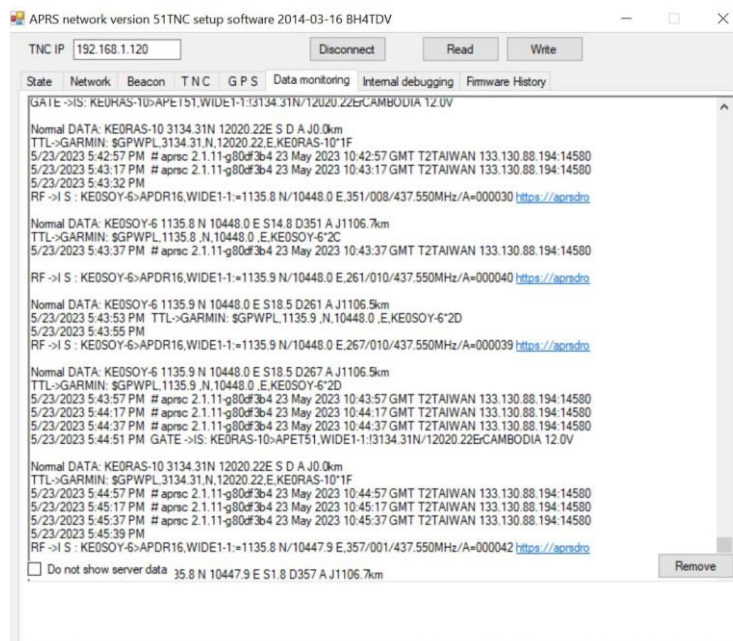 APRS network version 51TNC setup software 2014-03-16 BH4TDV
TNC IP 192.168.1.120 Disconnect Read Write
State Network Beacon T N C G P S Data monitoring Internal debugging Firmware History
GATE ->IS: KE0RAS-10>APET51,WIDE1-1:!3134.31N/12020.22ErCAMBODIA 12.0V
Normal DATA: KE0RAS-10 3134.31N 12020.22E S D A J0.0km
TTL->GARMIN: $GPWPL,3134.31,N,12020.22,E,KE0RAS-10*1F
5/23/2023 5:42:57 PM # aprsc 2.1.11-g80df3b4 23 May 2023 10:42:57 GMT T2TAIWAN 133.130.88.194:14580
5/23/2023 5:43:17 PM # aprsc 2.1.11-g80df3b4 23 May 2023 10:43:17 GMT T2TAIWAN 133.130.88.194:14580
5/23/2023 5:43:32 PM
RF ->I S : KE0SOY-6>APDR16,WIDE1-1:=1135.8 N/10448.0 E,351/008/437.550MHz/A=000030 https://aprsdro
Normal DATA: KE0SOY-6 1135.8 N 10448.0 E S14.8 D351 A J1106.7km
TTL->GARMIN: $GPWPL,1135.8 ,N,10448.0 ,E,KE0SOY-6*2C
5/23/2023 5:43:37 PM # aprsc 2.1.11-g80df3b4 23 May 2023 10:43:37 GMT T2TAIWAN 133.130.88.194:14580
RF ->I S : KE0SOY-6>APDR16,WIDE1-1:=1135.9 N/10448.0 E,261/010/437.550MHz/A=000040 https://aprsdro
Normal DATA: KE0SOY-6 1135.9 N 10448.0 E S18.5 D261 A J1106.5km
5/23/2023 5:43:53 PM TTL->GARMIN: $GPWPL,1135.9 ,N,10448.0 ,E,KE0SOY-6*2D
5/23/2023 5:43:55 PM
RF ->I S : KE0SOY-6>APDR16,WIDE1-1:=1135.9 N/10448.0 E,267/010/437.550MHz/A=000039 https://aprsdro
Normal DATA: KE0SOY-6 1135.9 N 10448.0 E S18.5 D267 A J1106.5km
TTL->GARMIN: $GPWPL,1135.9 ,N,10448.0 ,E,KE0SOY-6*2D
5/23/2023 5:43:57 PM # aprsc 2.1.11-g80df3b4 23 May 2023 10:43:57 GMT T2TAIWAN 133.130.88.194:14580
5/23/2023 5:44:17 PM # aprsc 2.1.11-g80df3b4 23 May 2023 10:44:17 GMT T2TAIWAN 133.130.88.194:14580
5/23/2023 5:44:37 PM # aprsc 2.1.11-g80df3b4 23 May 2023 10:44:37 GMT T2TAIWAN 133.130.88.194:14580
5/23/2023 5:44:51 PM GATE ->IS: KE0RAS-10>APET51,WIDE1-1:!3134.31N/12020.22ErCAMBODIA 12.0V
Normal DATA: KE0RAS-10 3134.31N 12020.22E S D A J0.0km
TTL->GARMIN: $GPWPL,3134.31,N,12020.22,E,KE0RAS-10*1F
5/23/2023 5:44:57 PM # aprsc 2.1.11-g80df3b4 23 May 2023 10:44:57 GMT T2TAIWAN 133.130.88.194:14580
5/23/2023 5:45:17 PM # aprsc 2.1.11-g80df3b4 23 May 2023 10:45:17 GMT T2TAIWAN 133.130.88.194:14580
5/23/2023 5:45:37 PM # aprsc 2.1.11-g80df3b4 23 May 2023 10:45:37 GMT T2TAIWAN 133.130.88.194:14580
5/23/2023 5:45:39 PM
RF ->I S : KE0SOY-6>APDR16,WIDE1-1:=1135.8 N/10447.9 E,357/001/437.550MHz/A=000042 https://aprsdro
Do not show server data 35.8 N 10447.9 E S1.8 D357 A J1106.7km
Remove